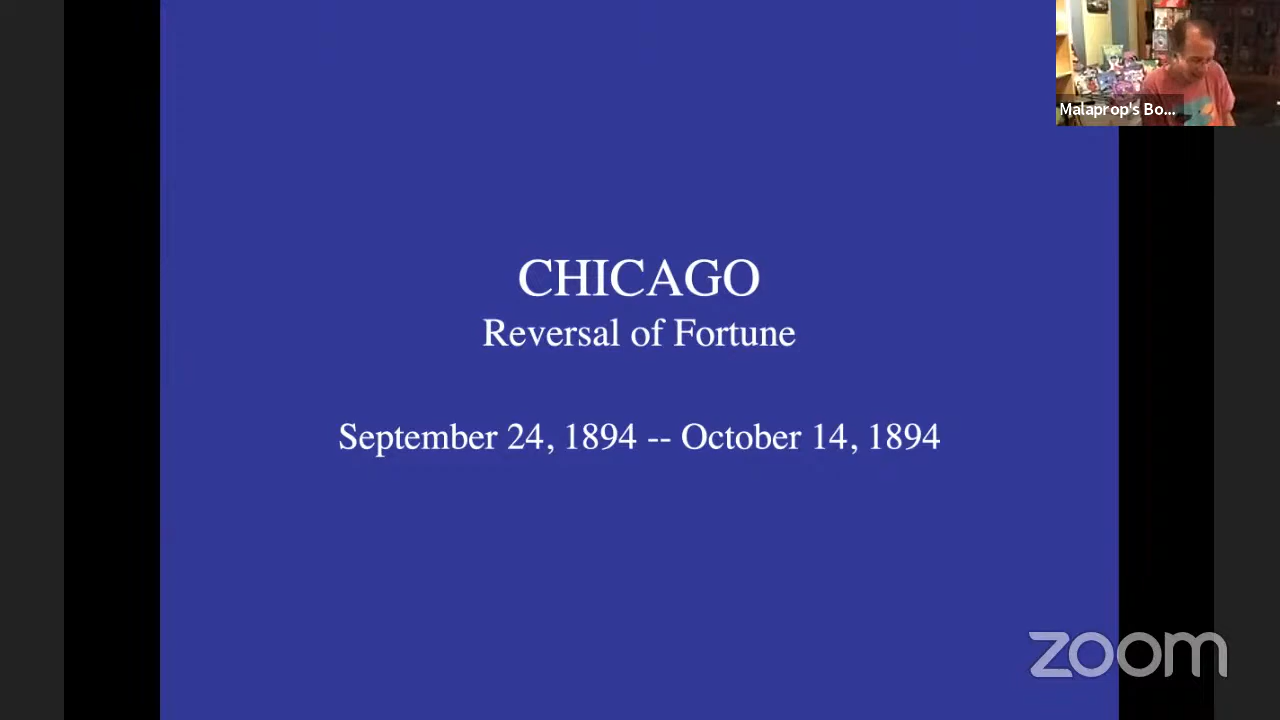 Malaprop's Bo...
CHICAGO
Reversal of Fortune
September 24, 1894 -- October 14, 1894
zoom